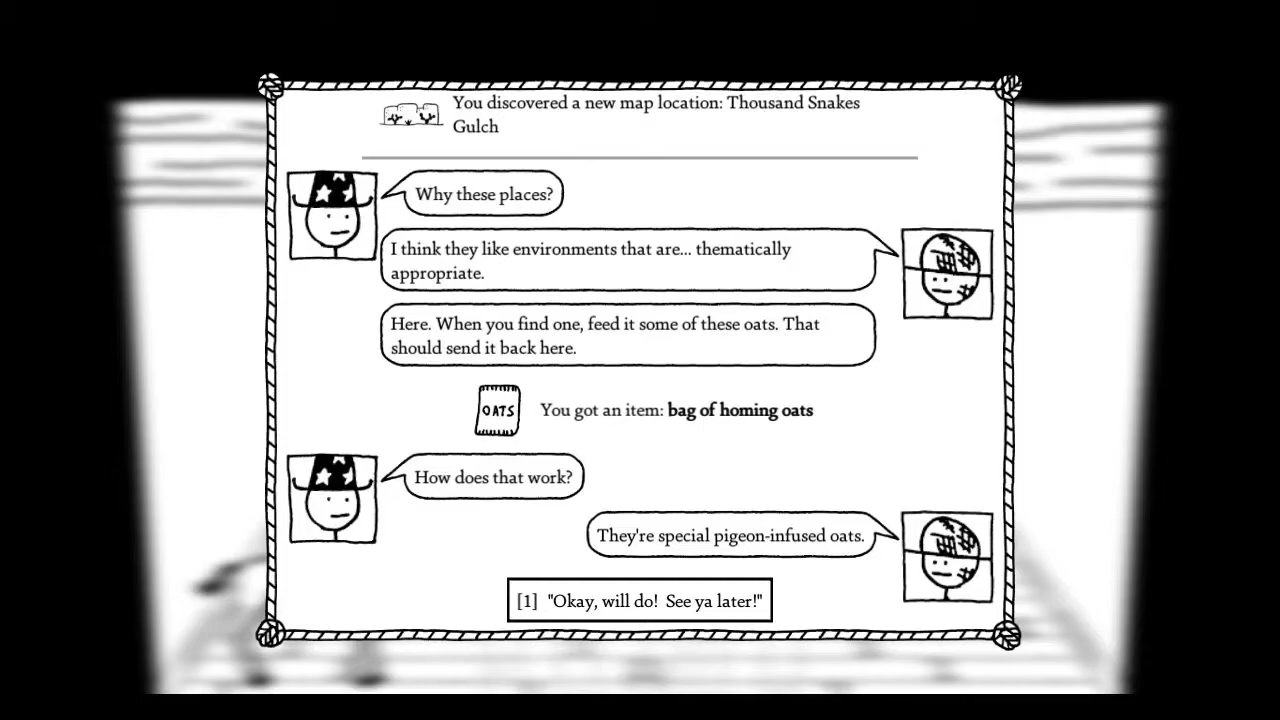 You discovered a new map location: Thousand Snakes
Gulch
Why these places?
I think they like environments that are... thematically
appropriate.
Here. When you find one, feed it some of these oats. That
should send it back here.
OATS
You got an item: bag of homing oats
How does that work?
They're special pigeon-infused oats.
[1] "Okay, will do! See ya later!"